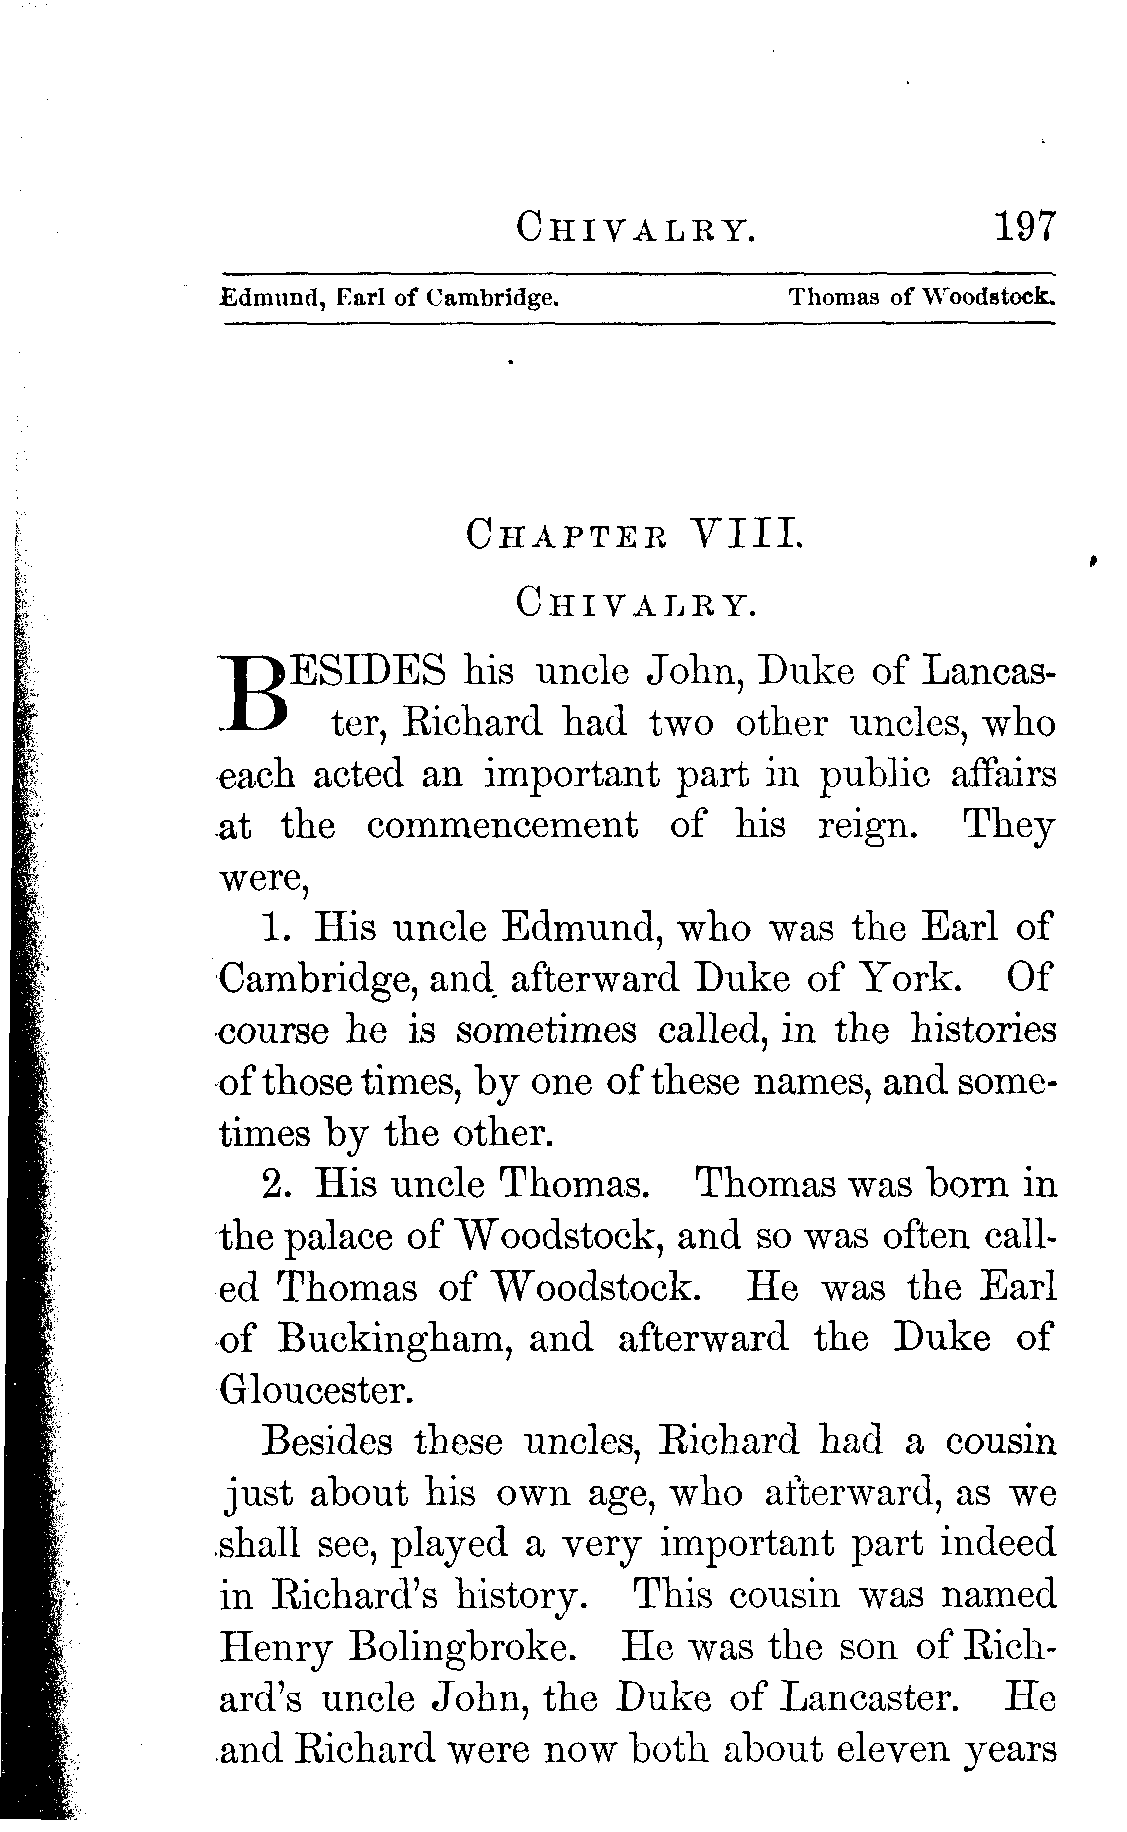 CHIVALRY. 197
Edmund, Earl of Cambridge. Thomas of Woodstock.
CHAPTER VIII.
CHIVALRY.
BESIDES his uncle John, Duke of Lancas-
ter, Richard had two other uncles, who
each acted an important part in public affairs
at the commencement of his reign. They
were,
1. His uncle Edmund, who was the Earl of
Cambridge, and afterward Duke of York. Of
course he is sometimes called, in the histories
of those times, by one of these names, and some-
times by the other.
2. His uncle Thomas. Thomas was born in
the palace of Woodstock, and so was often call-
ed Thomas of Woodstock. He was the Earl
of Buckingham, and afterward the Duke of
Gloucester.
Besides these uncles, Richard had a cousin
just about his own age, who afterward, as we
shall see, played a very important part indeed
in Richard's history. This cousin was named
Henry Bolingbroke. He was the son of Rich-
ard's uncle John, the Duke of Lancaster. He
and Richard were now both about eleven years